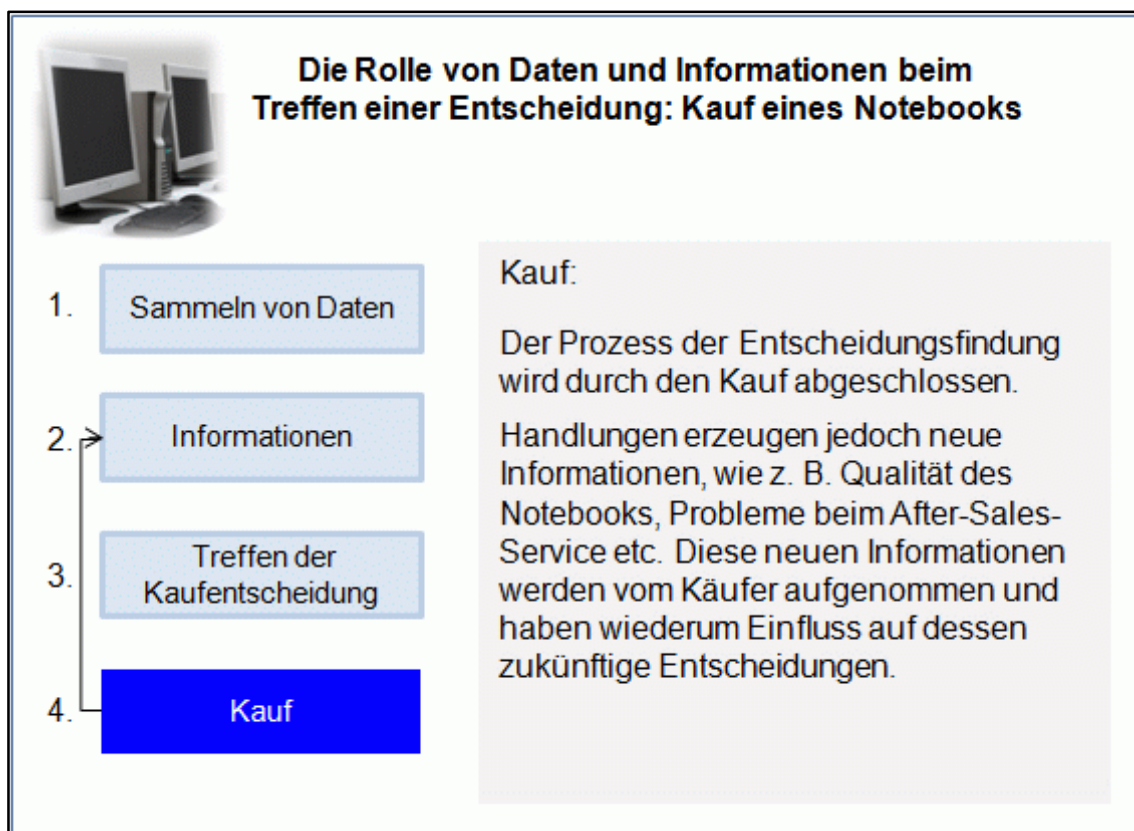 Die Rolle von Daten und Informationen beim
Treffen einer Entscheidung: Kauf eines Notebooks
1. Sammeln von Daten
2. Informationen
3. Treffen der
Kaufentscheidung
4. Kauf
Kauf:
Der Prozess der Entscheidungsfindung
wird durch den Kauf abgeschlossen.
Handlungen erzeugen jedoch neue
Informationen, wie z. B. Qualität des
Notebooks, Probleme beim After-Sales-
Service etc. Diese neuen Informationen
werden vom Käufer aufgenommen und
haben wiederum Einfluss auf dessen
zukünftige Entscheidungen.